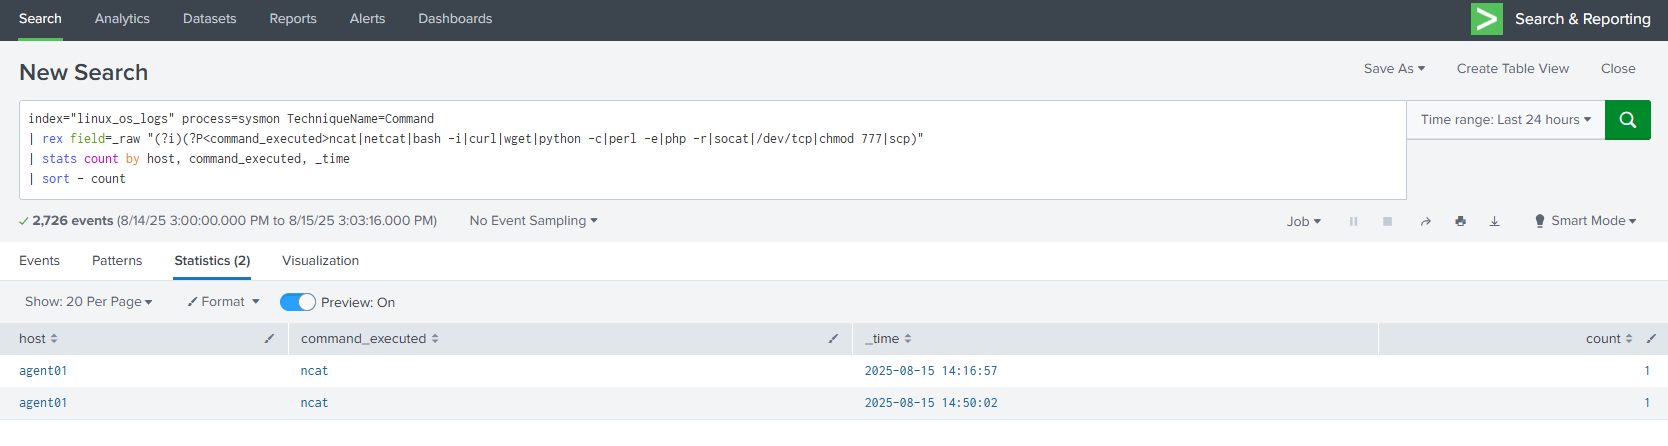 Search Analytics Datasets Reports Alerts Dashboards Search & Reporting
New Search Save As Create Table View Close
index="linux_os_logs" process=sysmon TechniqueName=Command
| rex field=_raw "(?i)(?P<command_executed>ncat|netcat|bash -i|curl|wget|python -c|perl -e|php -r|socat|/dev/tcp|chmod 777|scp)"
| stats count by host, command_executed, _time
| sort - count
Time range: Last 24 hours
2,726 events (8/14/25 3:00:00.000 PM to 8/15/25 3:03:16.000 PM) No Event Sampling Job Smart Mode
Events Patterns Statistics (2) Visualization
Show: 20 Per Page Format Preview: On
host command_executed _time count
agent01 ncat 2025-08-15 14:16:57 1
agent01 ncat 2025-08-15 14:50:02 1